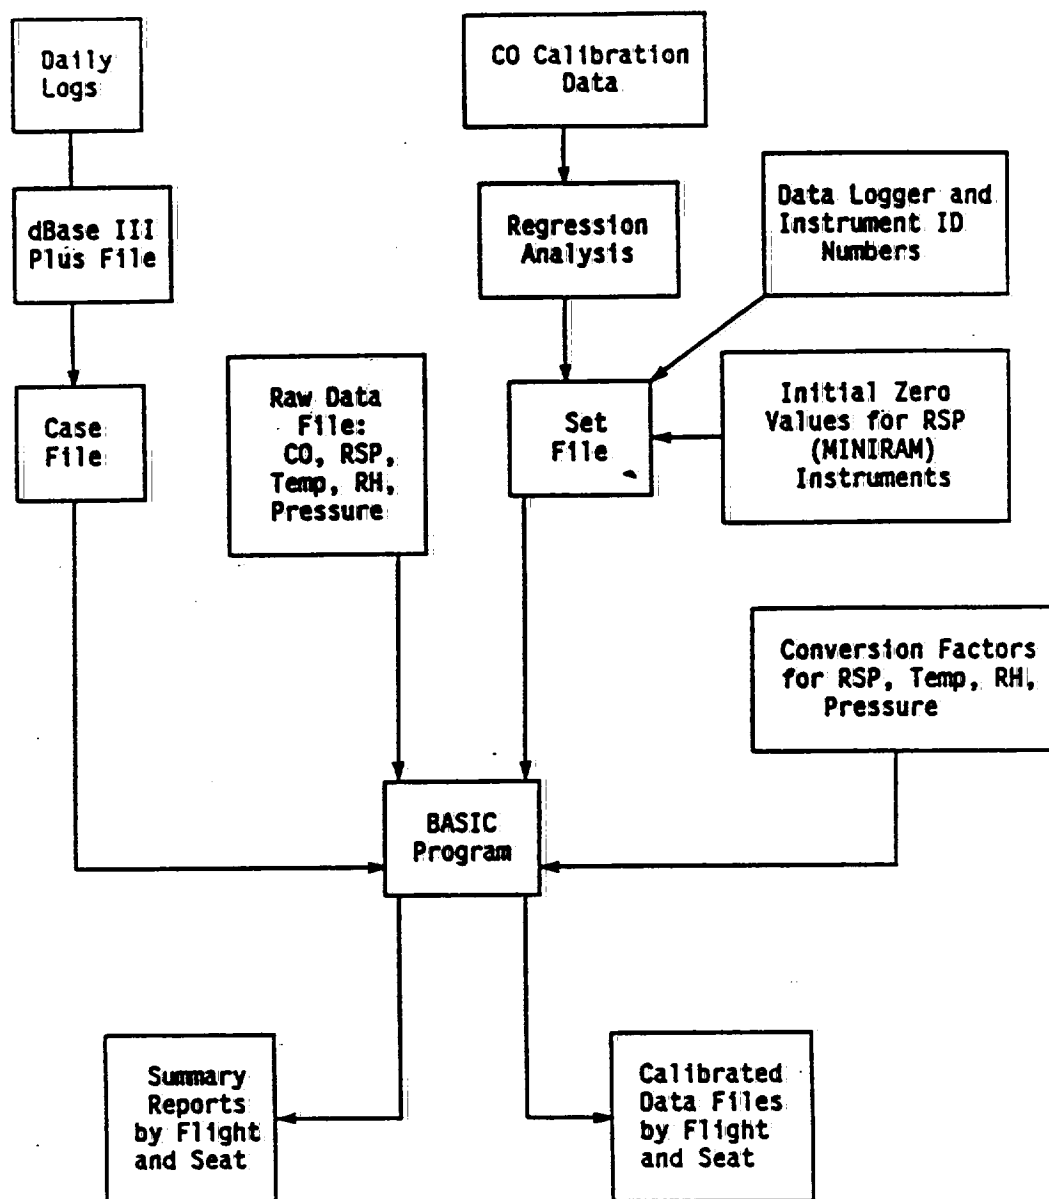 Daily
Logs
CO Calibration
Data
dBase III
Plus File
Regression
Analysis
Data Logger and
Instrument ID
Numbers
Case
File
Raw Data
File:
CO, RSP,
Temp, RH,
Pressure
Set
File
Initial Zero
Values for RSP
(MINIRAM)
Instruments
Conversion Factors
for RSP, Temp, RH,
Pressure
BASIC
Program
Summary
Reports
by Flight
and Seat
Calibrated
Data Files
by Flight
and Seat